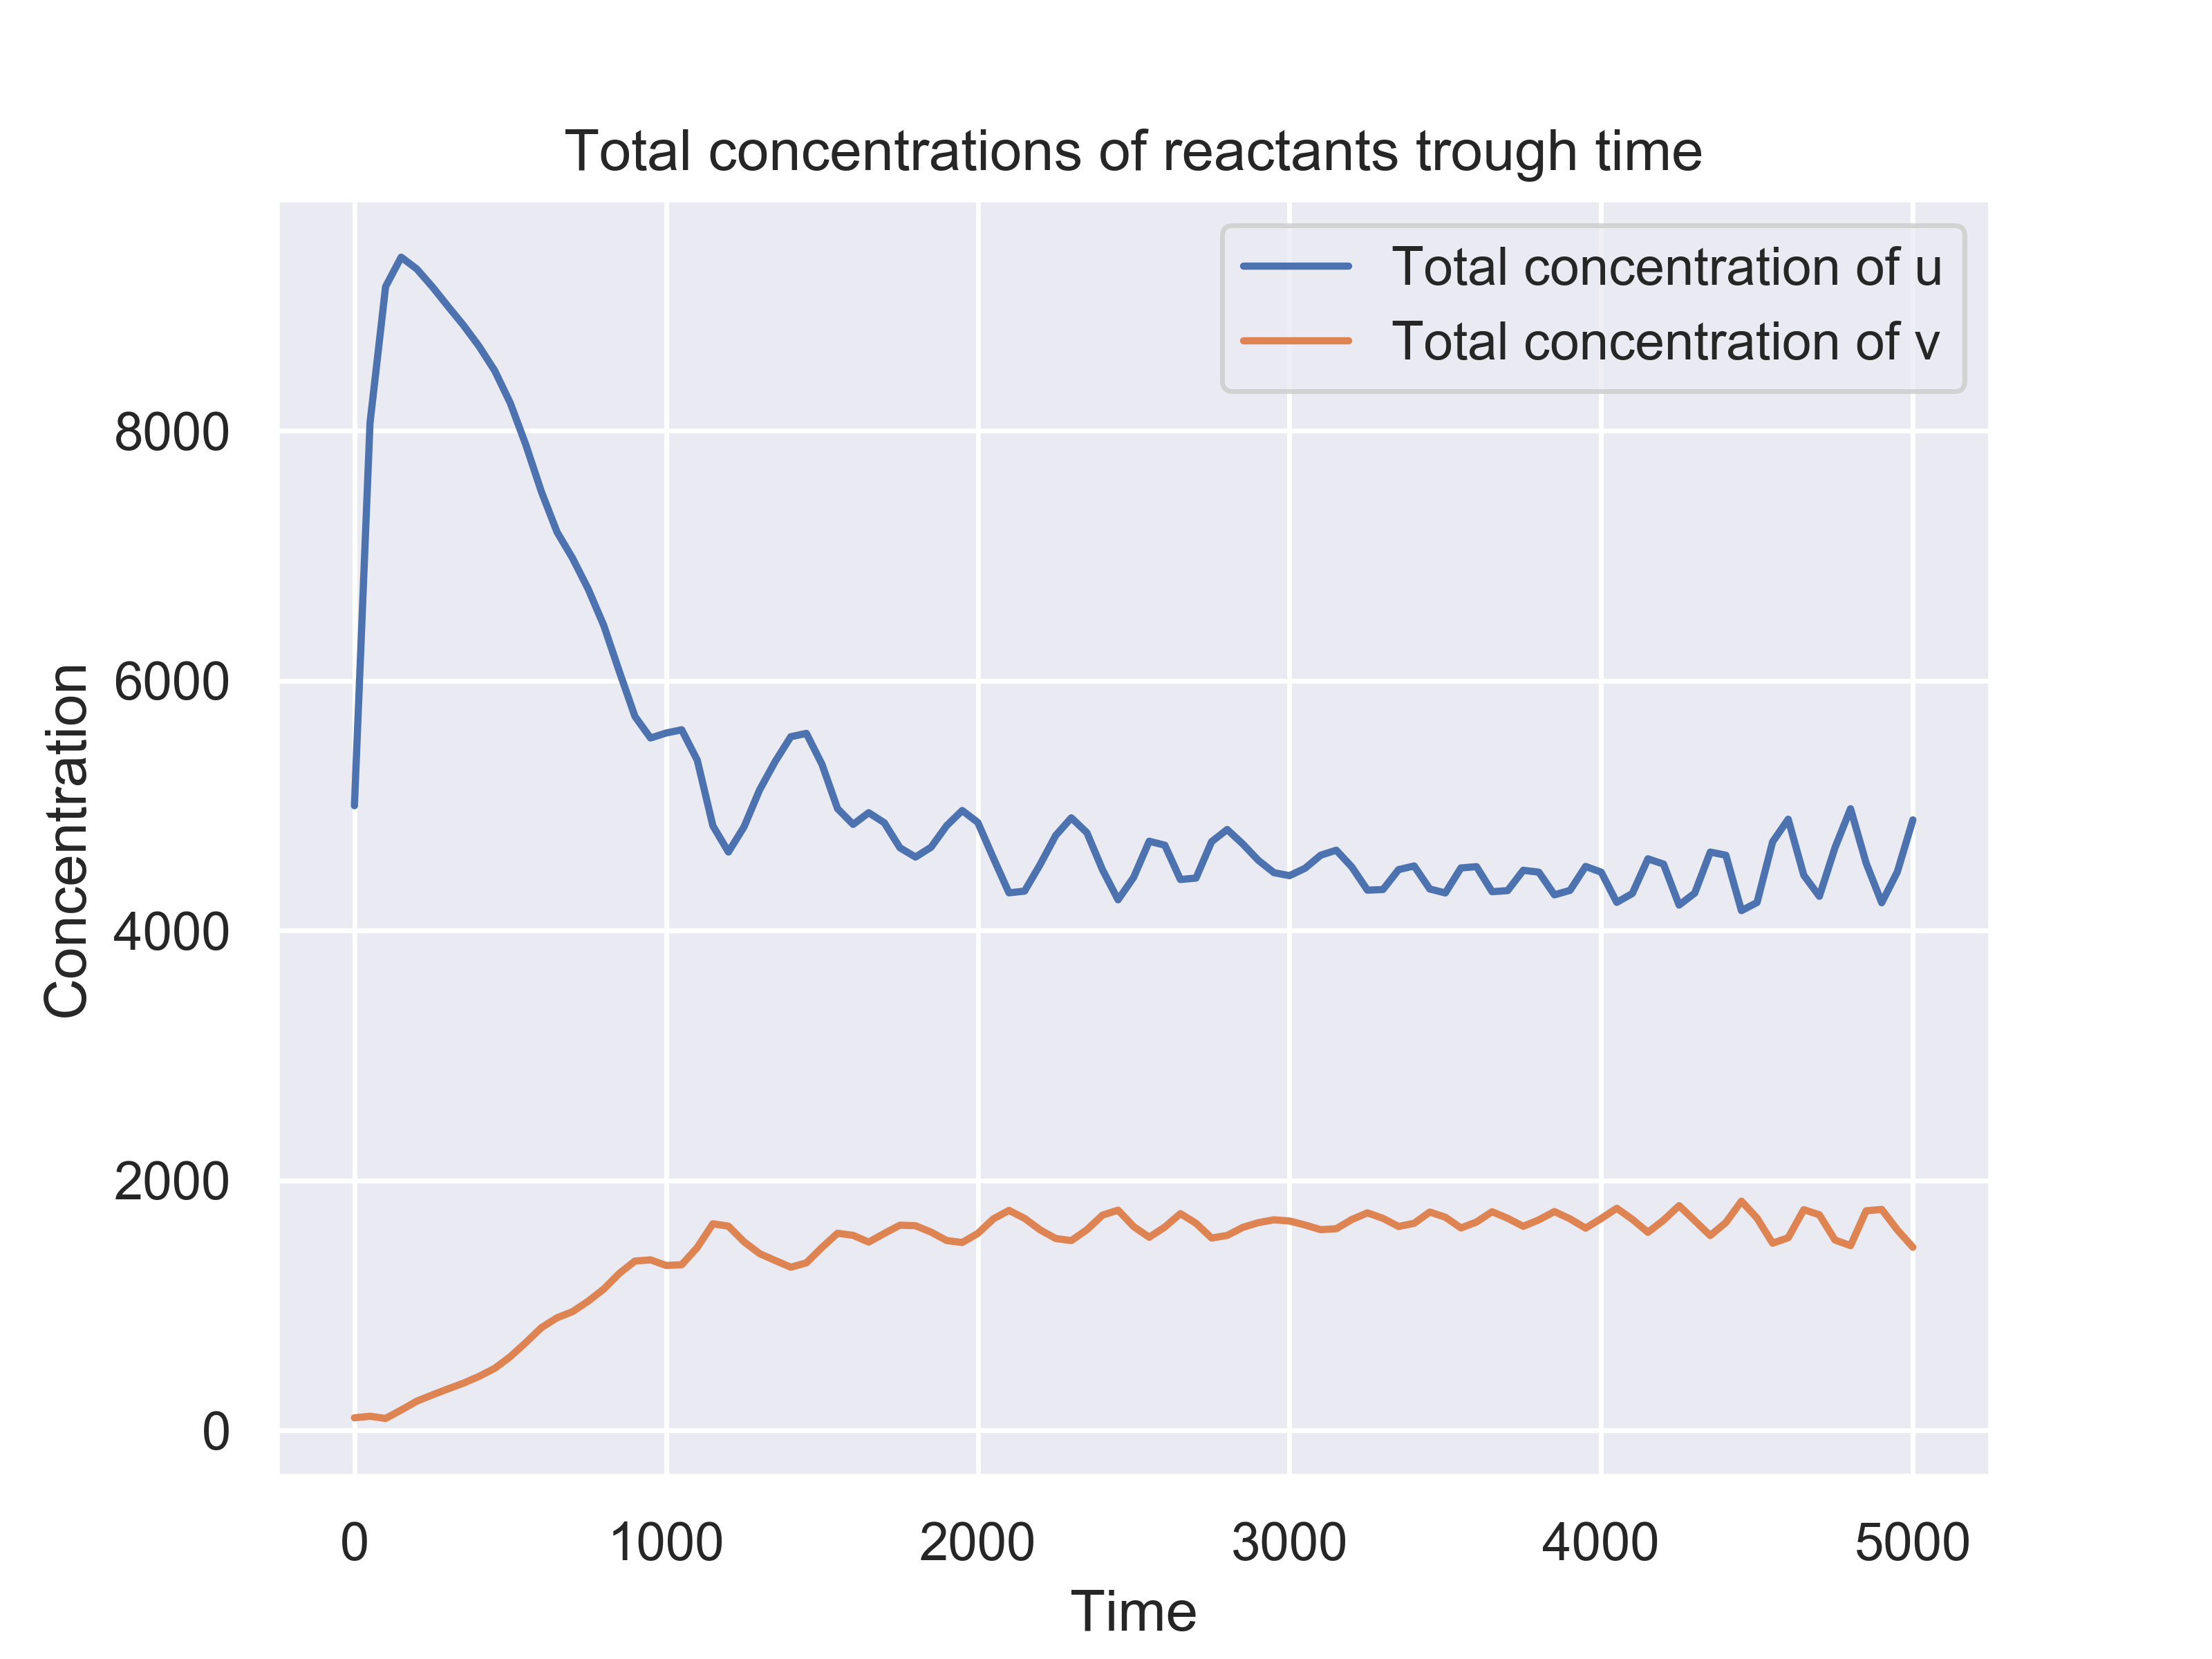 Total concentrations of reactants trough time
Total concentration of u
Total concentration of v
Concentration
8000
6000
4000
2000
0
0 1000 2000 3000 4000 5000
Time